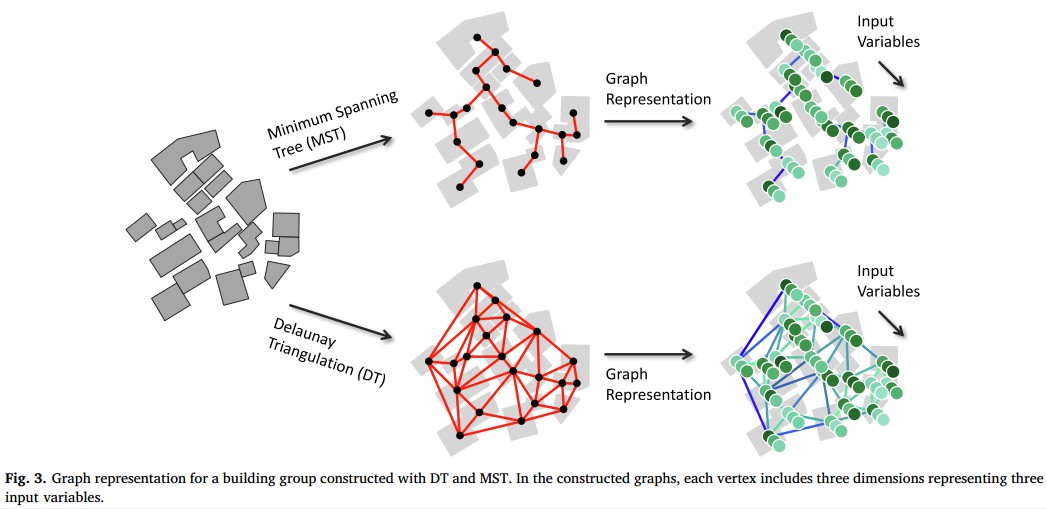 Minimum Spanning
Tree (MST)
Graph
Representation
Input
Variables
Delaunay
Triangulation (DT)
Graph
Representation
Input
Variables
Fig. 3. Graph representation for a building group constructed with DT and MST. In the constructed graphs, each vertex includes three dimensions representing three
input variables.